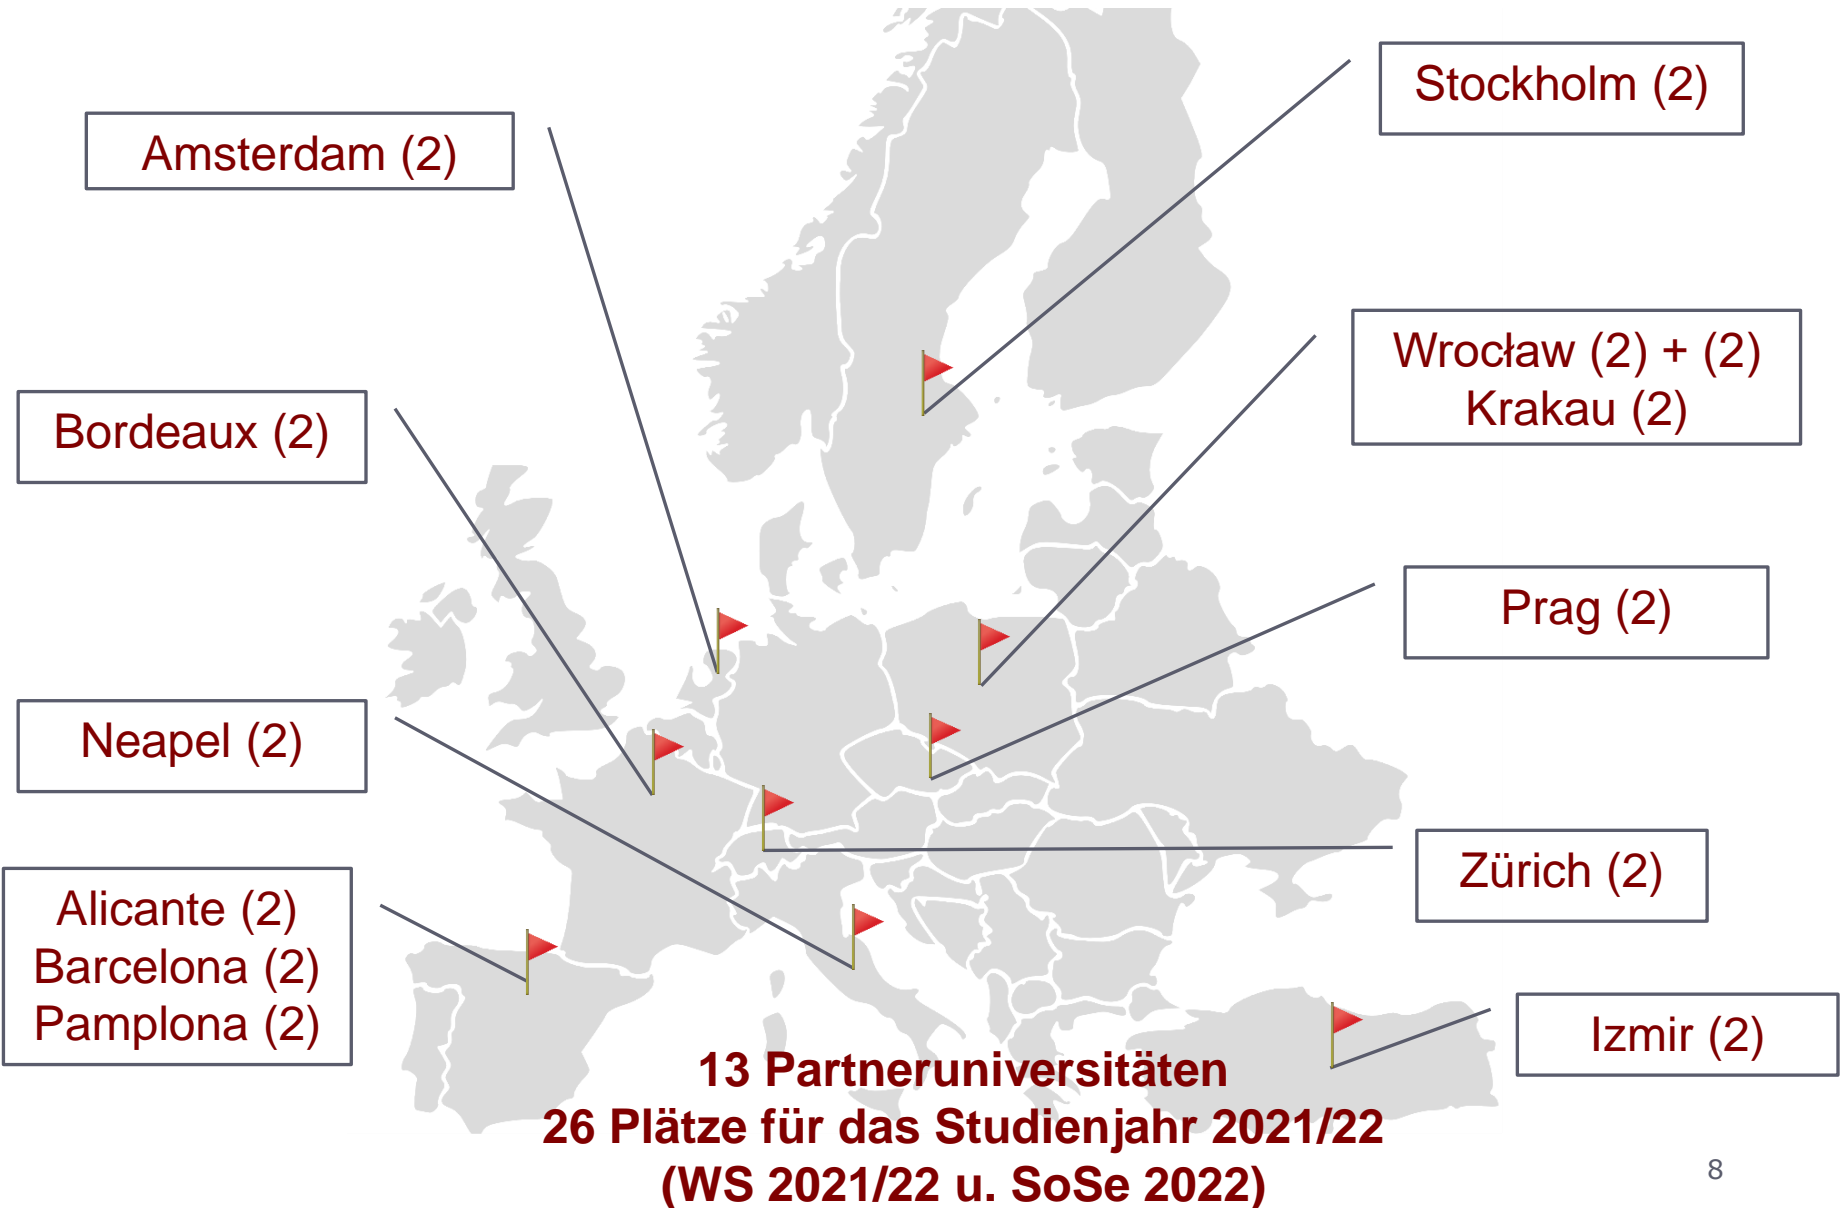 Stockholm (2)
Amsterdam (2)
Wrocław (2) + (2)
Krakau (2)
Bordeaux (2)
Prag (2)
Neapel (2)
Zürich (2)
Alicante (2)
Barcelona (2)
Pamplona (2)
Izmir (2)
13 Partneruniversitäten
26 Plätze für das Studienjahr 2021/22
(WS 2021/22 u. SoSe 2022)
8